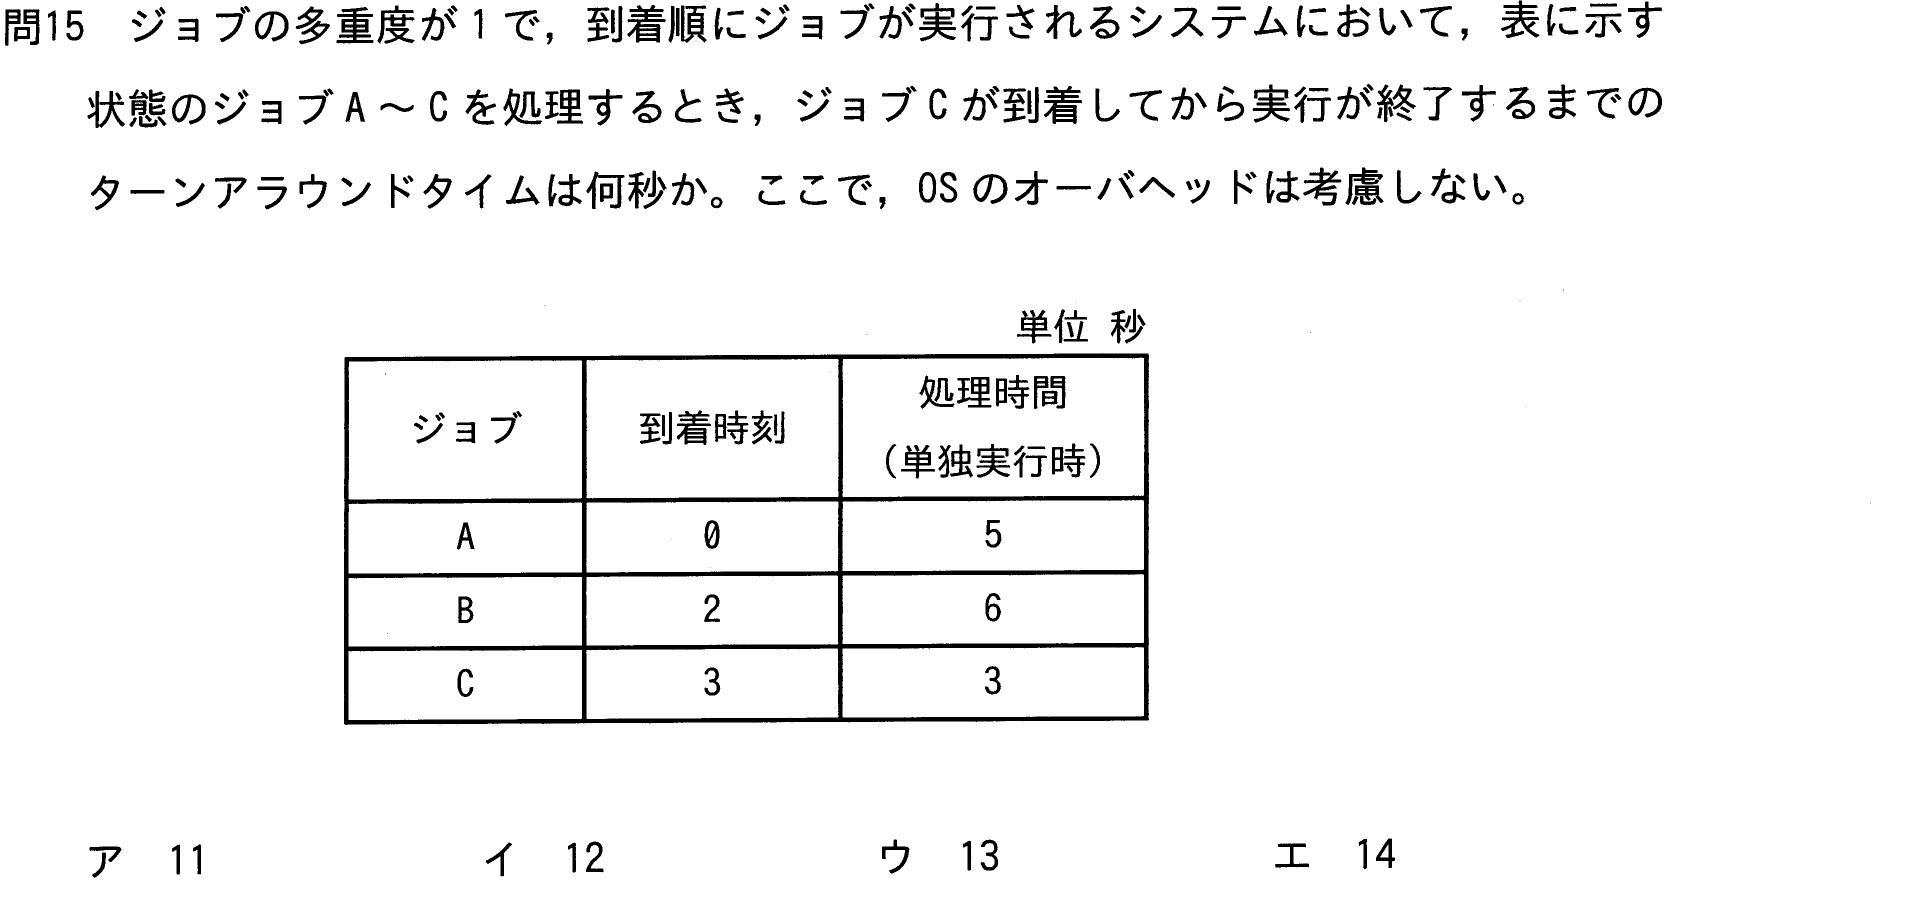 問15 ジョブの多重度が1で，到着順にジョブが実行されるシステムにおいて，表に示す
状態のジョブA～Cを処理するとき，ジョブCが到着してから実行が終了するまでの
ターンアラウンドタイムは何秒か。ここで，OSのオーバヘッドは考慮しない。
単位 秒
ジョブ 到着時刻 処理時間
（単独実行時）
A 0 5
B 2 6
C 3 3
ア 11 イ 12 ウ 13 エ 14